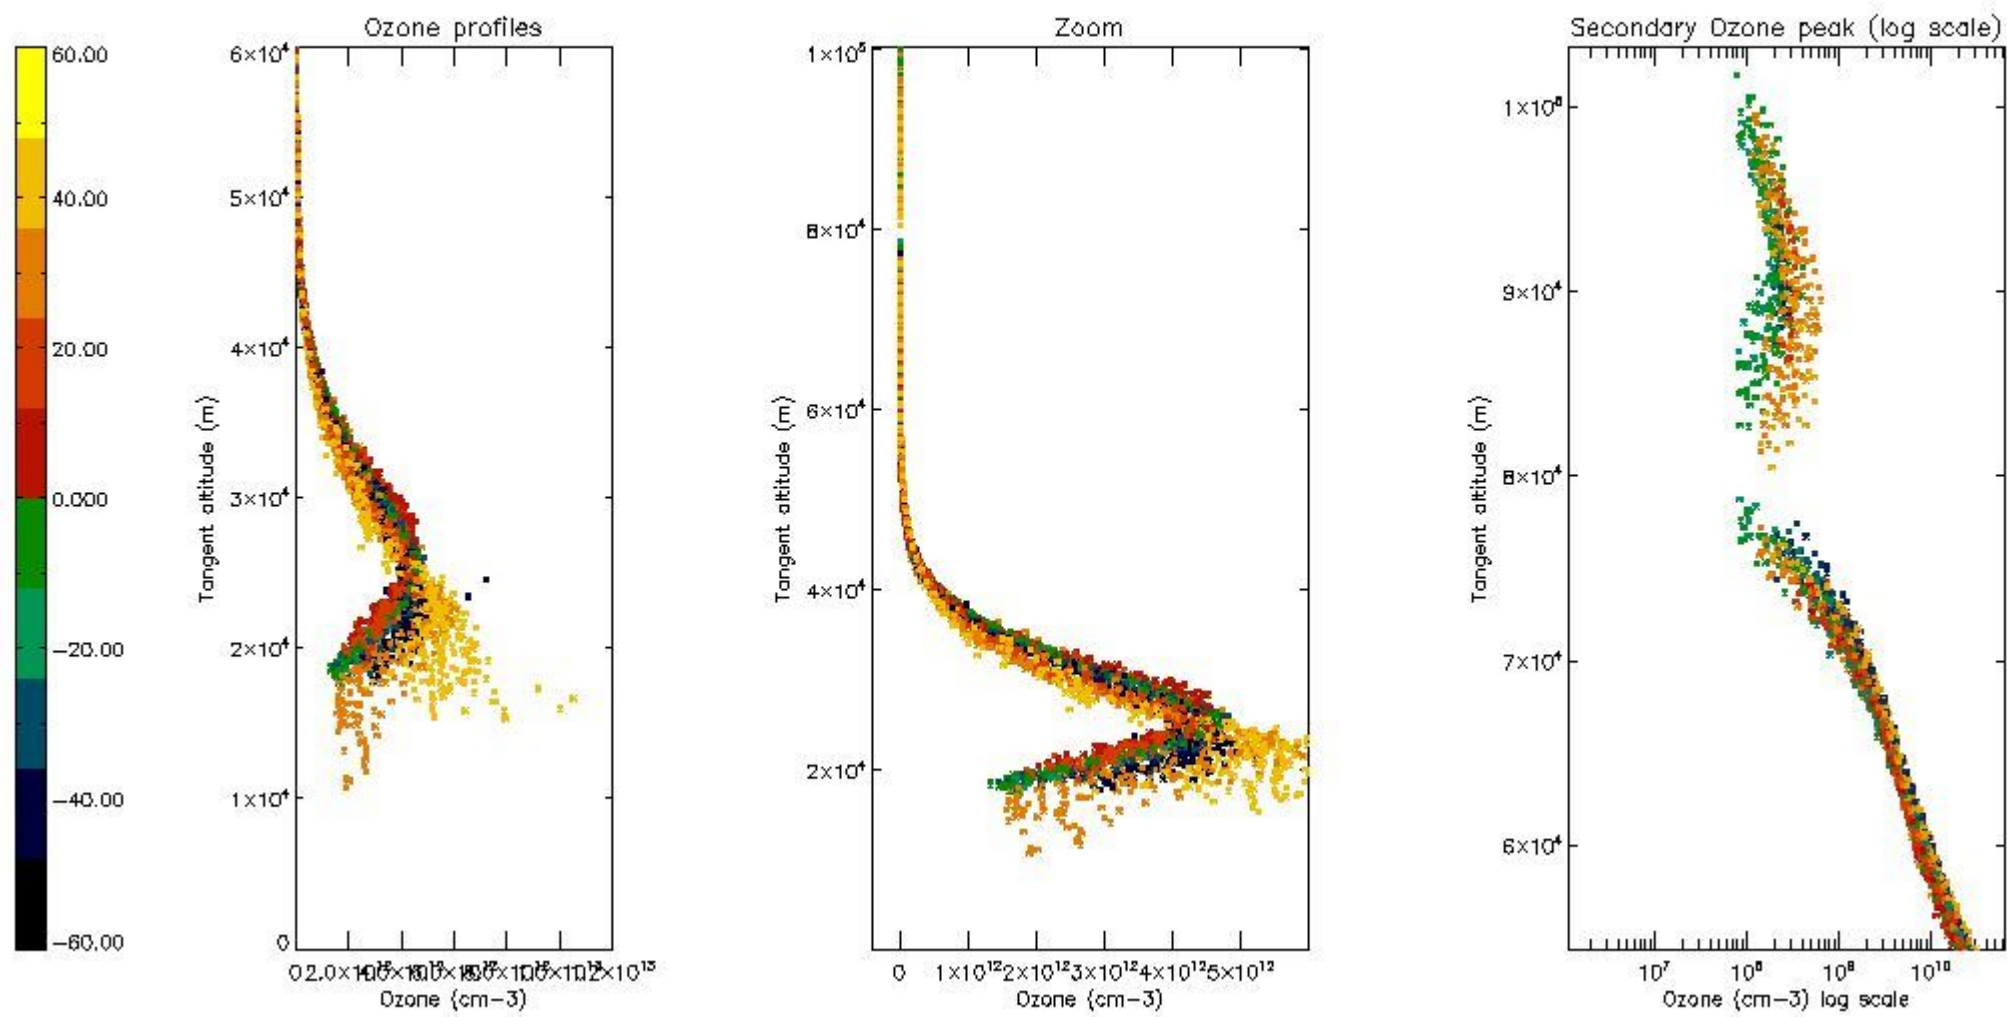 Ozone profiles
60.00
40.00
20.00
0.000
-20.00
-40.00
-60.00
6×10⁴
5×10⁴
4×10⁴
3×10⁴
2×10⁴
1×10⁴
0
Tangent altitude (m)
Ozone (cm-3)
Zoom
1×10⁵
8×10⁴
6×10⁴
4×10⁴
2×10⁴
Tangent altitude (m)
0 1×10¹² 2×10¹² 3×10¹² 4×10¹² 5×10¹²
Ozone (cm-3)
Secondary Ozone peak (log scale)
9×10⁴
8×10⁴
7×10⁴
6×10⁴
Tangent altitude (m)
10⁷ 10⁸ 10⁹ 10¹⁰
Ozone (cm-3) log scale